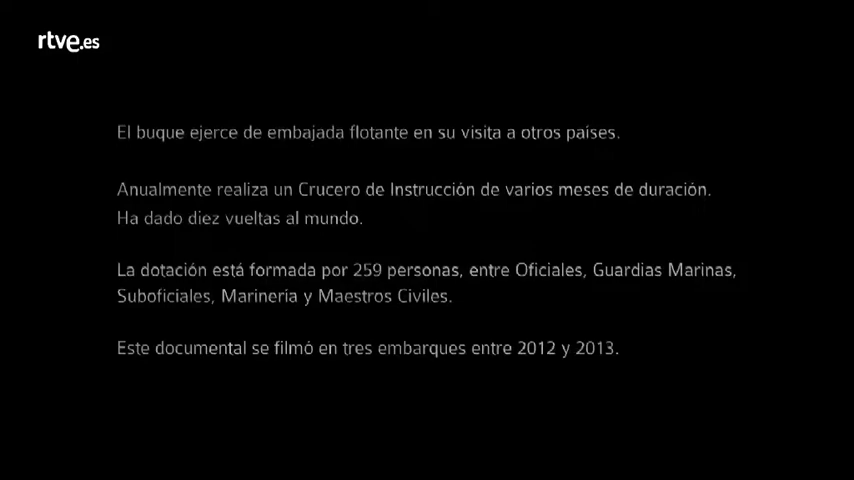 rtve.es
El buque ejerce de embajada flotante en su visita a otros países.
Anualmente realiza un Crucero de Instrucción de varios meses de duración.
Ha dado diez vueltas al mundo.
La dotación está formada por 259 personas, entre Oficiales, Guardias Marinas,
Suboficiales, Marinería y Maestros Civiles.
Este documental se filmó en tres embarques entre 2012 y 2013.